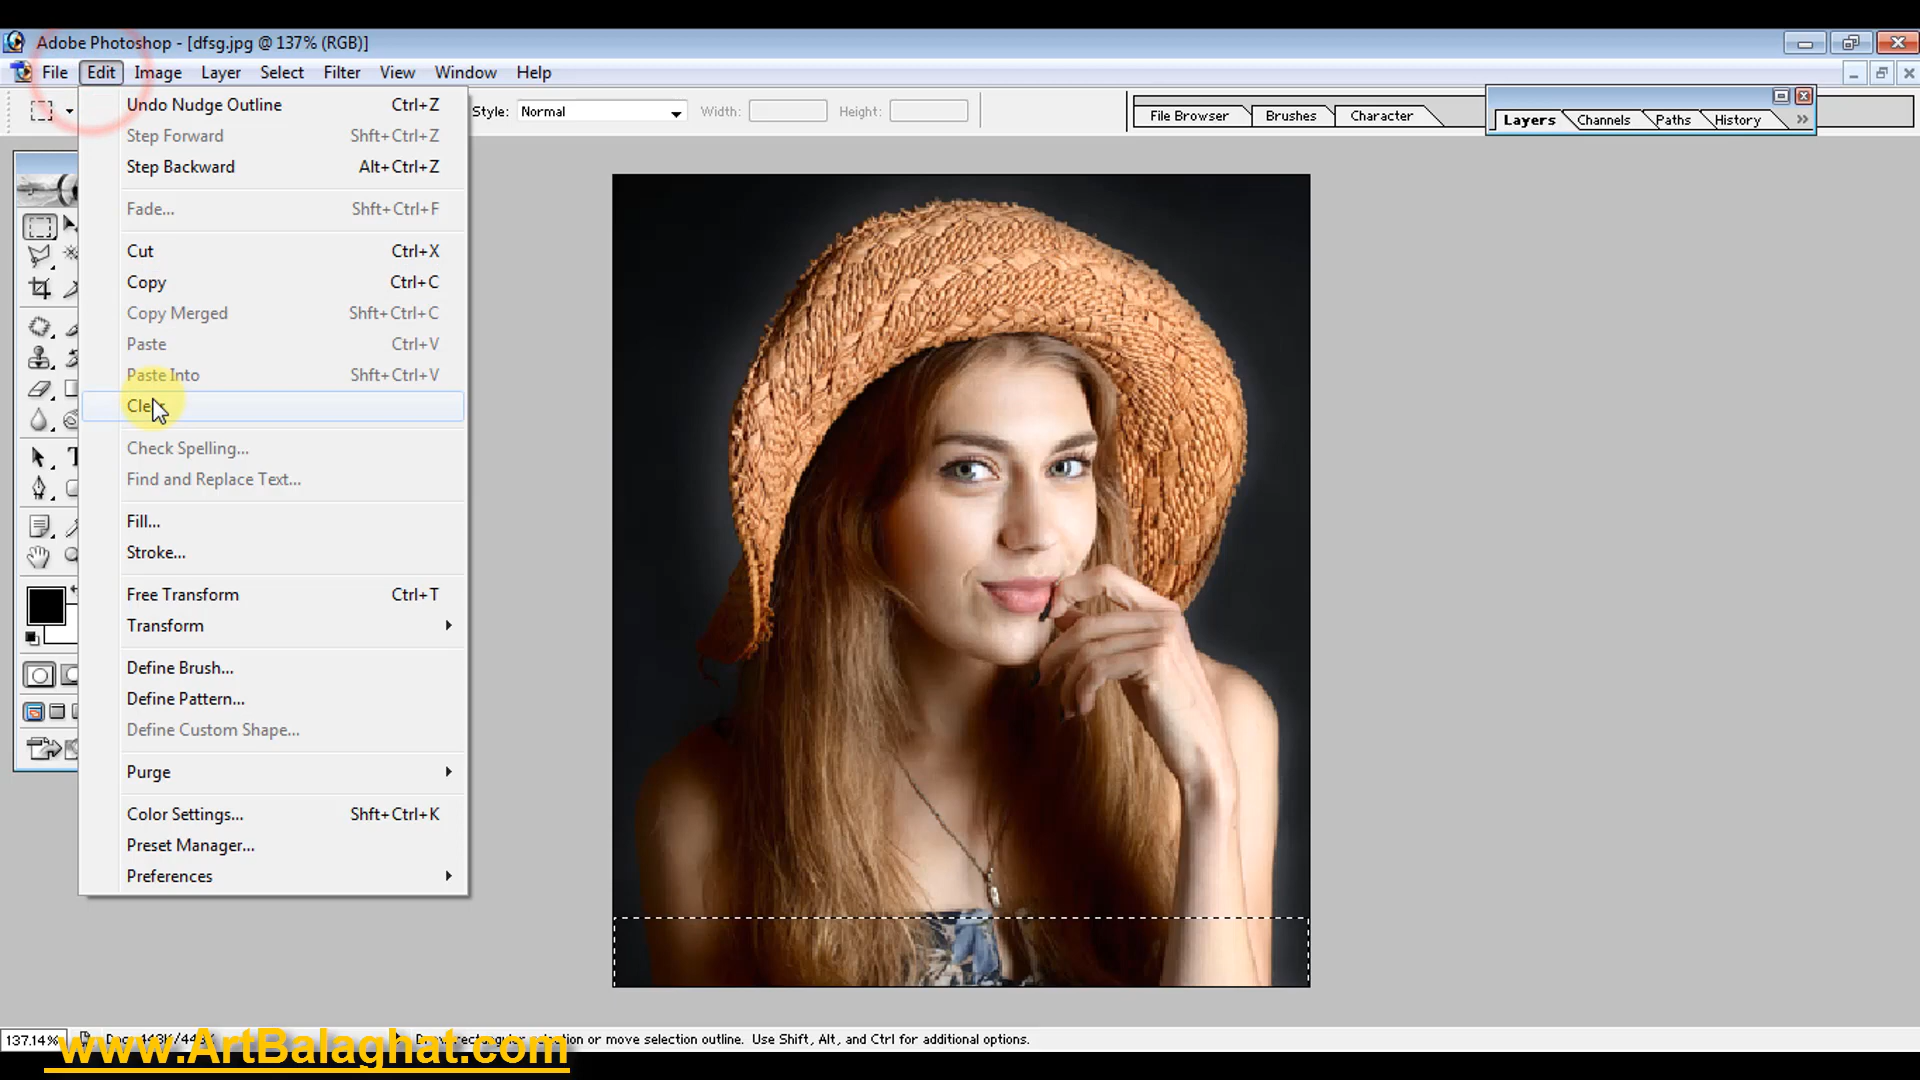 Adobe Photoshop - [dfsg.jpg @ 137% (RGB)]
File Edit Image Layer Select Filter View Window Help
Style: Normal Width: Height:
File Browser Brushes Character
Layers Channels Paths History
Undo Nudge Outline Ctrl+Z
Step Forward Shft+Ctrl+Z
Step Backward Alt+Ctrl+Z
Fade... Shft+Ctrl+F
Cut Ctrl+X
Copy Ctrl+C
Copy Merged Shft+Ctrl+C
Paste Ctrl+V
Paste Into Shft+Ctrl+V
Clear
Check Spelling...
Find and Replace Text...
Fill...
Stroke...
Free Transform Ctrl+T
Transform
Define Brush...
Define Pattern...
Define Custom Shape...
Purge
Color Settings... Shft+Ctrl+K
Preset Manager...
Preferences
137.14% selection or move selection outline. Use Shift, Alt, and Ctrl for additional options.
www.ArtBalaghat.com